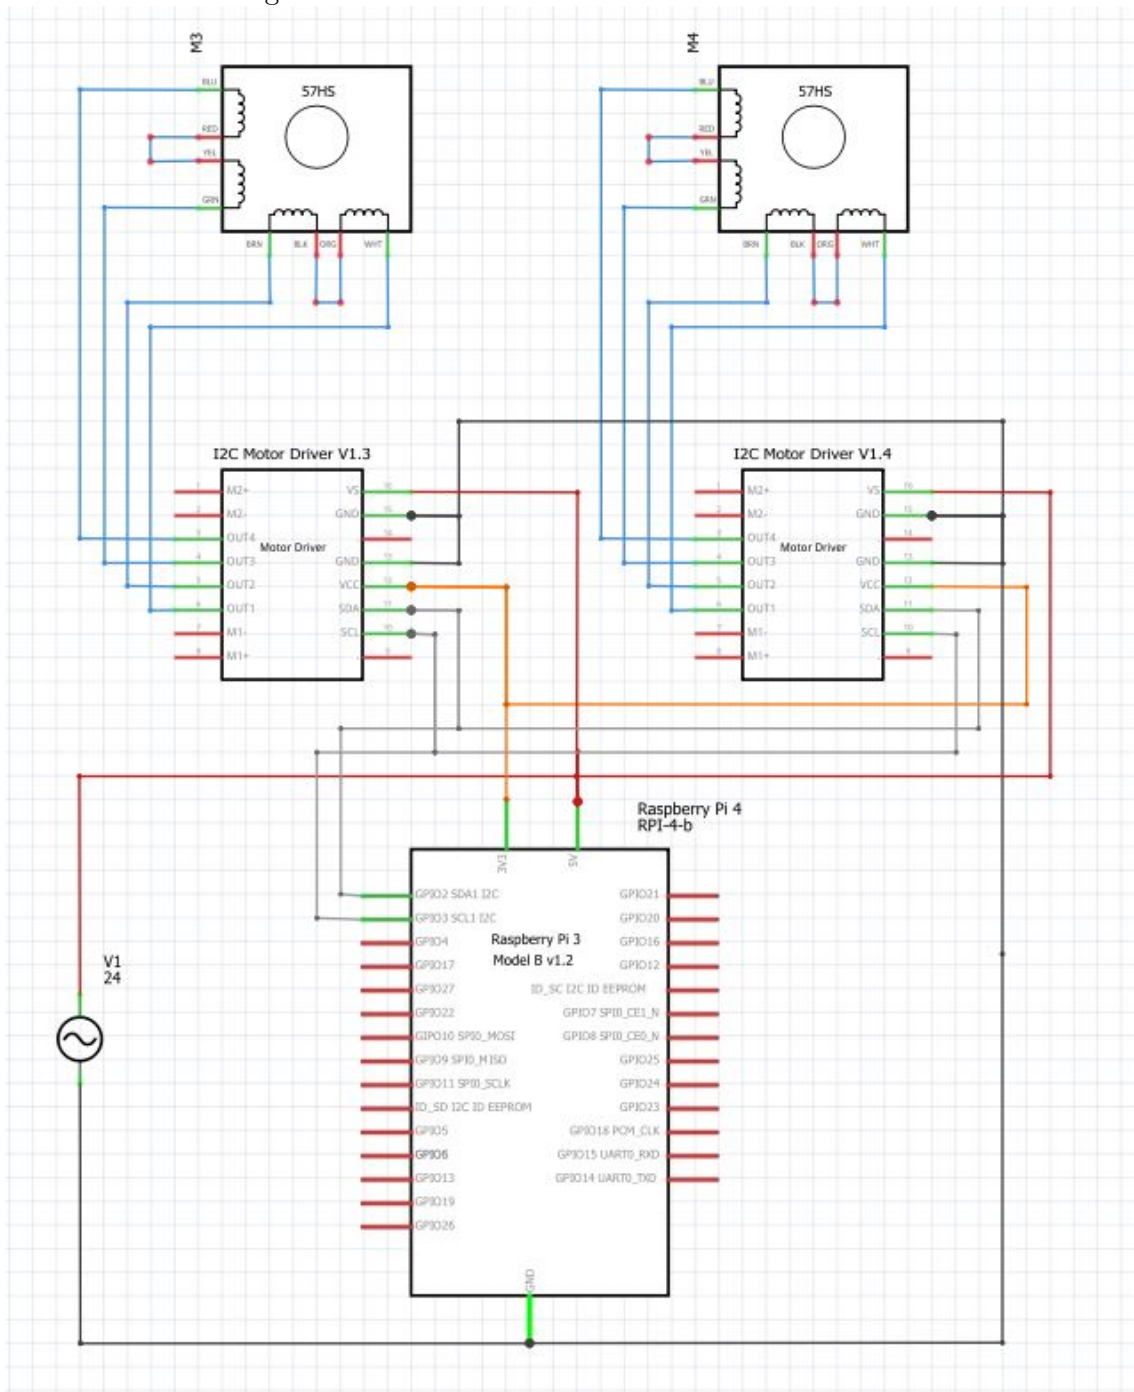 M3
M4
BLU
57HS
RED
YEL
GRN
BRN
BLK
ORG
WHT
BLU
57HS
RED
YEL
GRN
BRN
BLK
ORG
WHT
I2C Motor Driver V1.3
M2+
M2-
OUT4
OUT3
OUT2
OUT1
M1-
M1+
Motor Driver
VS
GND
GND
VCC
SDA
SCL
I2C Motor Driver V1.4
M2+
M2-
OUT4
OUT3
OUT2
OUT1
M1-
M1+
Motor Driver
VS
GND
GND
VCC
SDA
SCL
Raspberry Pi 4
RPI-4-b
3V3
5V
GPIO2 SDA1 I2C
GPIO3 SCL1 I2C
GPIO4
GPIO17
GPIO27
GPIO22
GIPO10 SPI0_MOSI
GPIO9 SPI0_MISO
GPIO11 SPI0_SCLK
ID_SD I2C ID EEPROM
GPIO5
GPIO6
GPIO13
GPIO19
GPIO26
Raspberry Pi 3
Model B v1.2
GPIO21
GPIO20
GPIO16
GPIO12
ID_SC I2C ID EEPROM
GPIO7 SPI0_CE1_N
GPIO8 SPI0_CE0_N
GPIO25
GPIO24
GPIO23
GPIO18 PCM_CLK
GPIO15 UART0_RXD
GPIO14 UART0_TXD
GND
V1
24